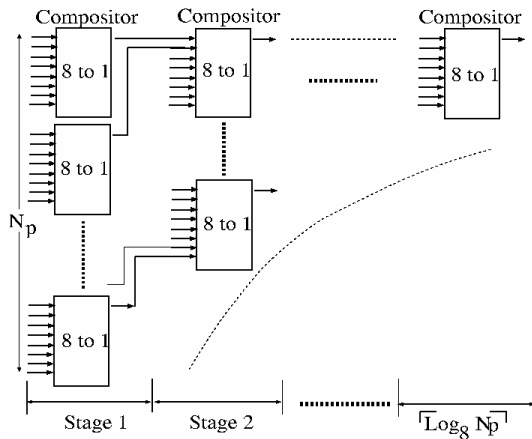 Compositor
Compositor
Compositor
8 to 1
8 to 1
8 to 1
8 to 1
8 to 1
Np
8 to 1
Stage 1
Stage 2
⌈Log8 Np⌉